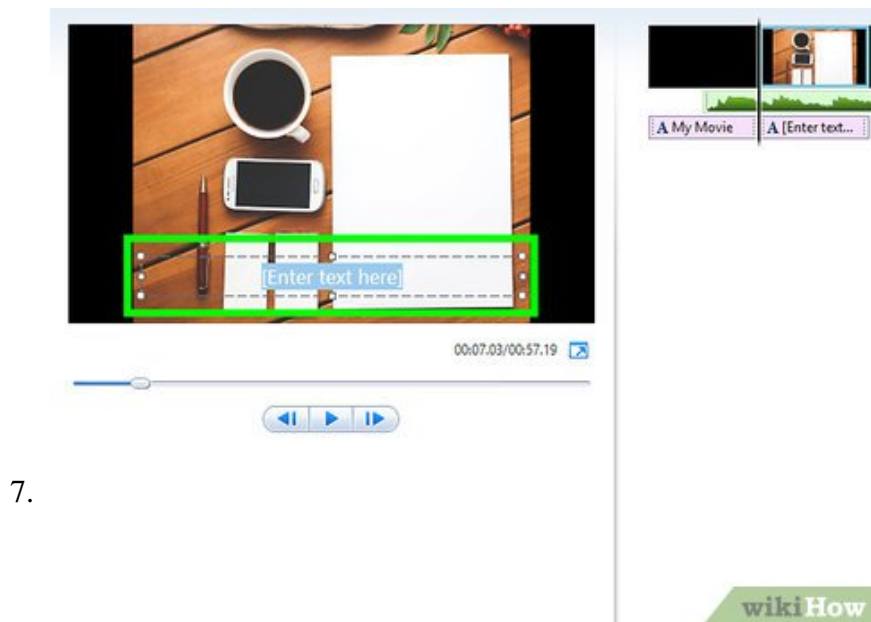 [Enter text here]
A My Movie
A [Enter text...
00:07.03/00:57.19
7.
wikiHow